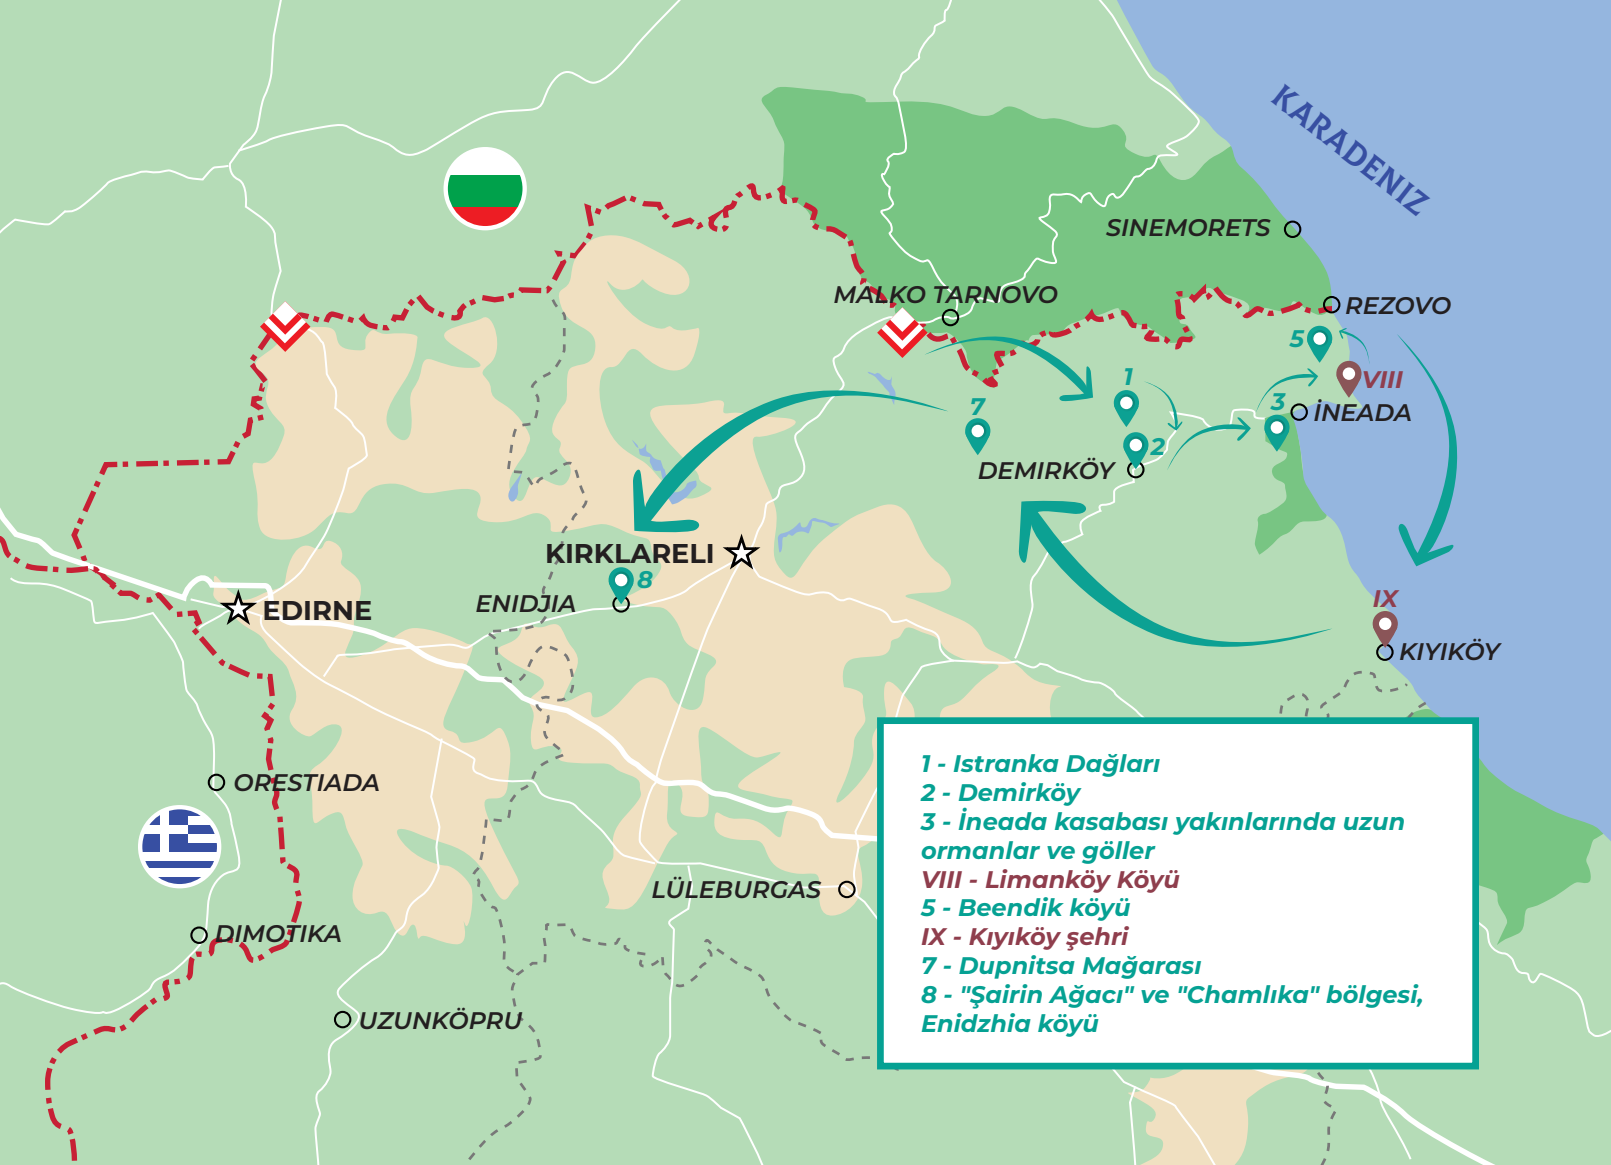 KARADENIZ
SINEMORETS
MALKO TARNOVO
REZOVO
5
1
VIII
7
3
İNEADA
2
DEMIRKÖY
KIRKLARELI
8
ENIDJIA
EDIRNE
IX
KIYIKÖY
ORESTIADA
LÜLEBURGAS
DIMOTIKA
UZUNKÖPRU
1 - Istranka Dağları
2 - Demirköy
3 - İneada kasabası yakınlarında uzun
ormanlar ve göller
VIII - Limanköy Köyü
5 - Beendik köyü
IX - Kıyıköy şehri
7 - Dupnitsa Mağarası
8 - "Şairin Ağacı" ve "Chamlıka" bölgesi,
Enidzhia köyü